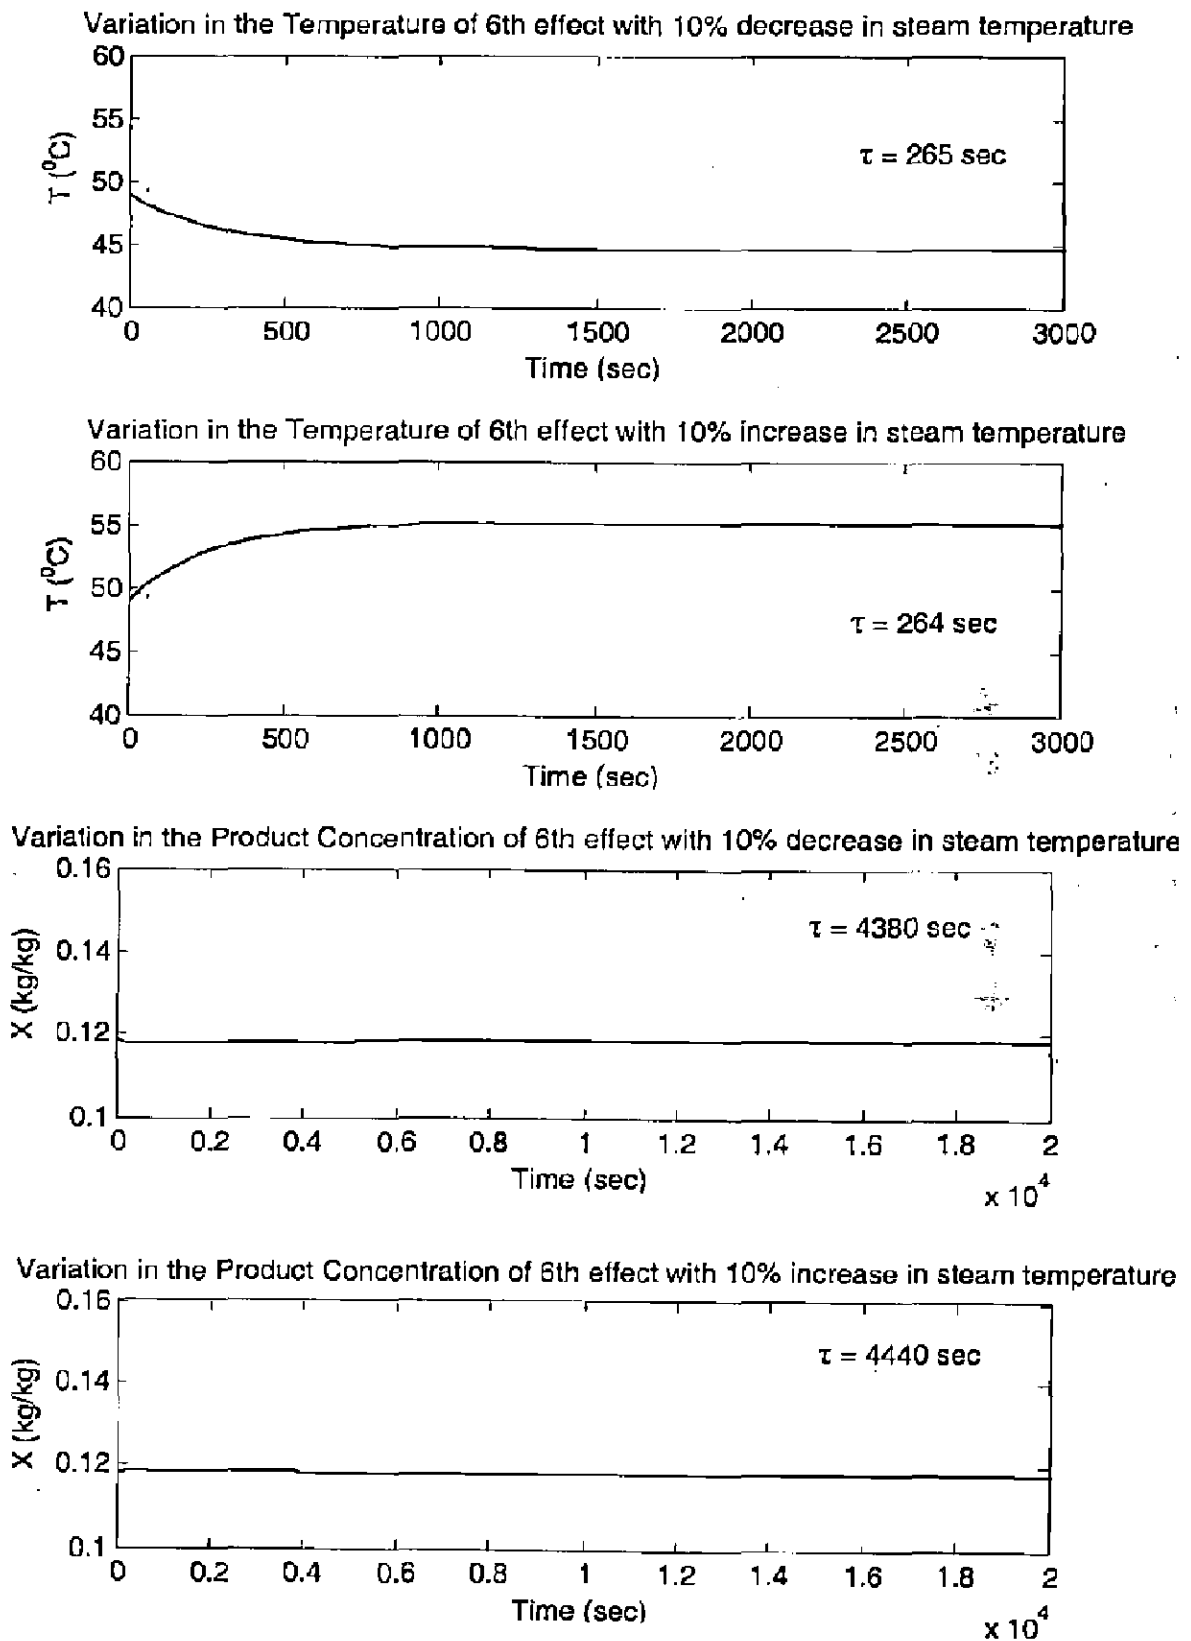 Variation in the Temperature of 6th effect with 10% decrease in steam temperature
60
55
50
45
40
T (⁰C)
τ = 265 sec
0 500 1000 1500 2000 2500 3000
Time (sec)
Variation in the Temperature of 6th effect with 10% increase in steam temperature
60
55
50
45
40
T (⁰C)
τ = 264 sec
0 500 1000 1500 2000 2500 3000
Time (sec)
Variation in the Product Concentration of 6th effect with 10% decrease in steam temperature
0.16
0.14
0.12
0.1
X (kg/kg)
τ = 4380 sec
0 0.2 0.4 0.6 0.8 1 1.2 1.4 1.6 1.8 2
Time (sec)
x 10⁴
Variation in the Product Concentration of 6th effect with 10% increase in steam temperature
0.16
0.14
0.12
0.1
X (kg/kg)
τ = 4440 sec
0 0.2 0.4 0.6 0.8 1 1.2 1.4 1.6 1.8 2
Time (sec)
x 10⁴